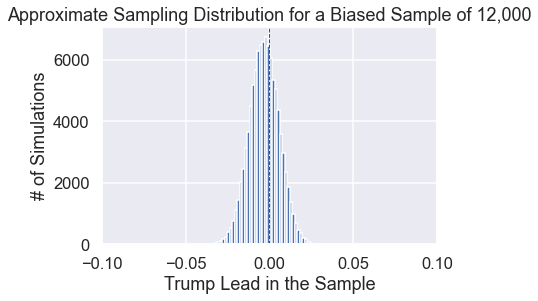 Approximate Sampling Distribution for a Biased Sample of 12,000
# of Simulations
6000
4000
2000
0
−0.10 −0.05 0.00 0.05 0.10
Trump Lead in the Sample